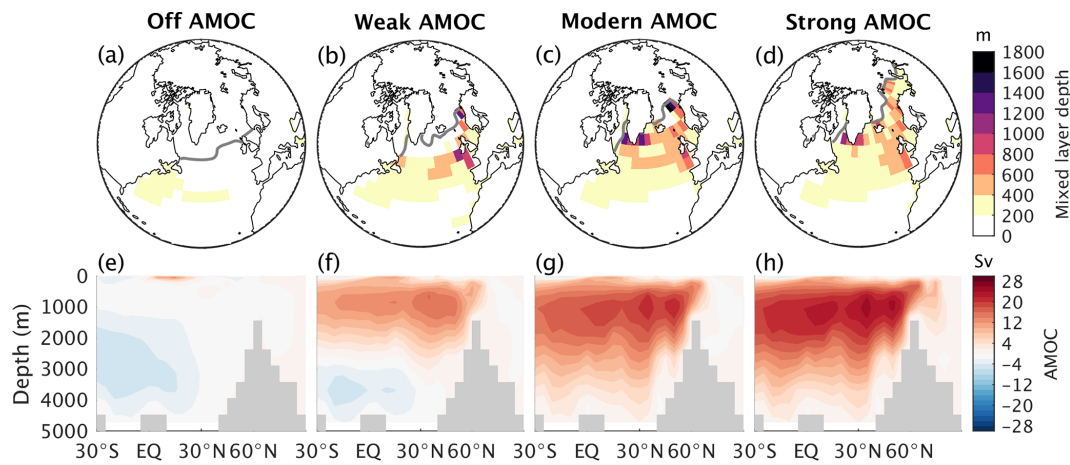 Off AMOC Weak AMOC Modern AMOC Strong AMOC
(a) (b) (c) (d)
m
1800
1600
1400
1200
1000
800
600
400
200
0
Mixed layer depth
(e) (f) (g) (h)
0
1000
2000
3000
4000
5000
Depth (m)
Sv
28
20
12
4
-4
-12
-20
-28
AMOC
30°S EQ 30°N 60°N 30°S EQ 30°N 60°N 30°S EQ 30°N 60°N 30°S EQ 30°N 60°N